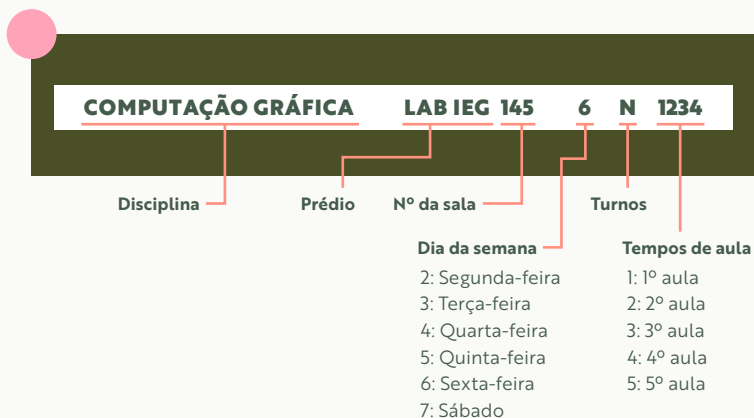 COMPUTAÇÃO GRÁFICA LAB IEG 145 6 N 1234
Disciplina Prédio Nº da sala Turnos
Dia da semana
2: Segunda-feira
3: Terça-feira
4: Quarta-feira
5: Quinta-feira
6: Sexta-feira
7: Sábado
Tempos de aula
1: 1º aula
2: 2º aula
3: 3º aula
4: 4º aula
5: 5º aula